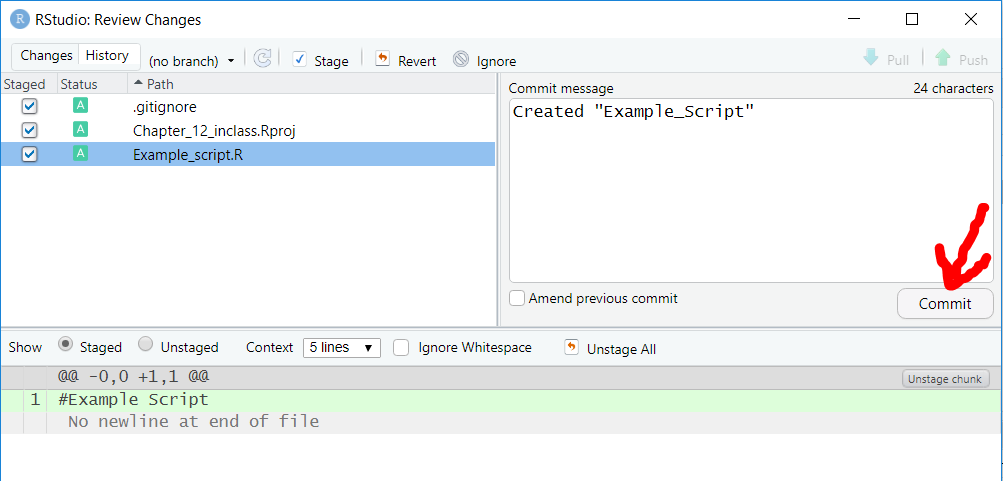 R RStudio: Review Changes
Changes History (no branch) Stage Revert Ignore Pull Push
Staged Status Path
A .gitignore
A Chapter_12_inclass.Rproj
A Example_script.R
Commit message 24 characters
Created "Example_Script"
Amend previous commit Commit
Show Staged Unstaged Context 5 lines Ignore Whitespace Unstage All
@@ -0,0 +1,1 @@ Unstage chunk
1 #Example Script
No newline at end of file